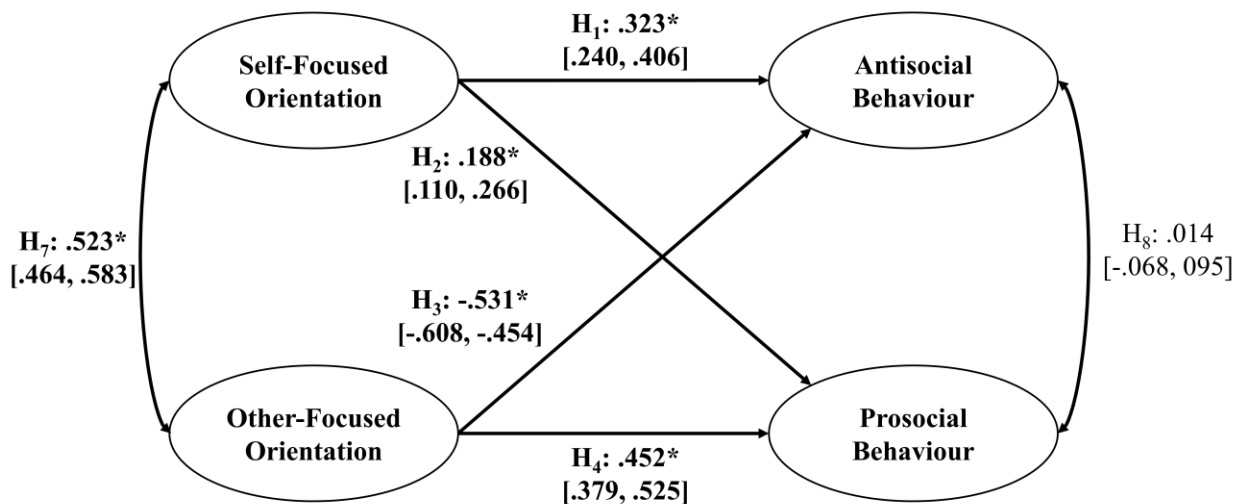 H₁: .323*
[.240, .406]
Self-Focused
Orientation
Antisocial
Behaviour
H₂: .188*
[.110, .266]
H₇: .523*
[.464, .583]
H₈: .014
[-.068, 095]
H₃: -.531*
[-.608, -.454]
Other-Focused
Orientation
Prosocial
Behaviour
H₄: .452*
[.379, .525]